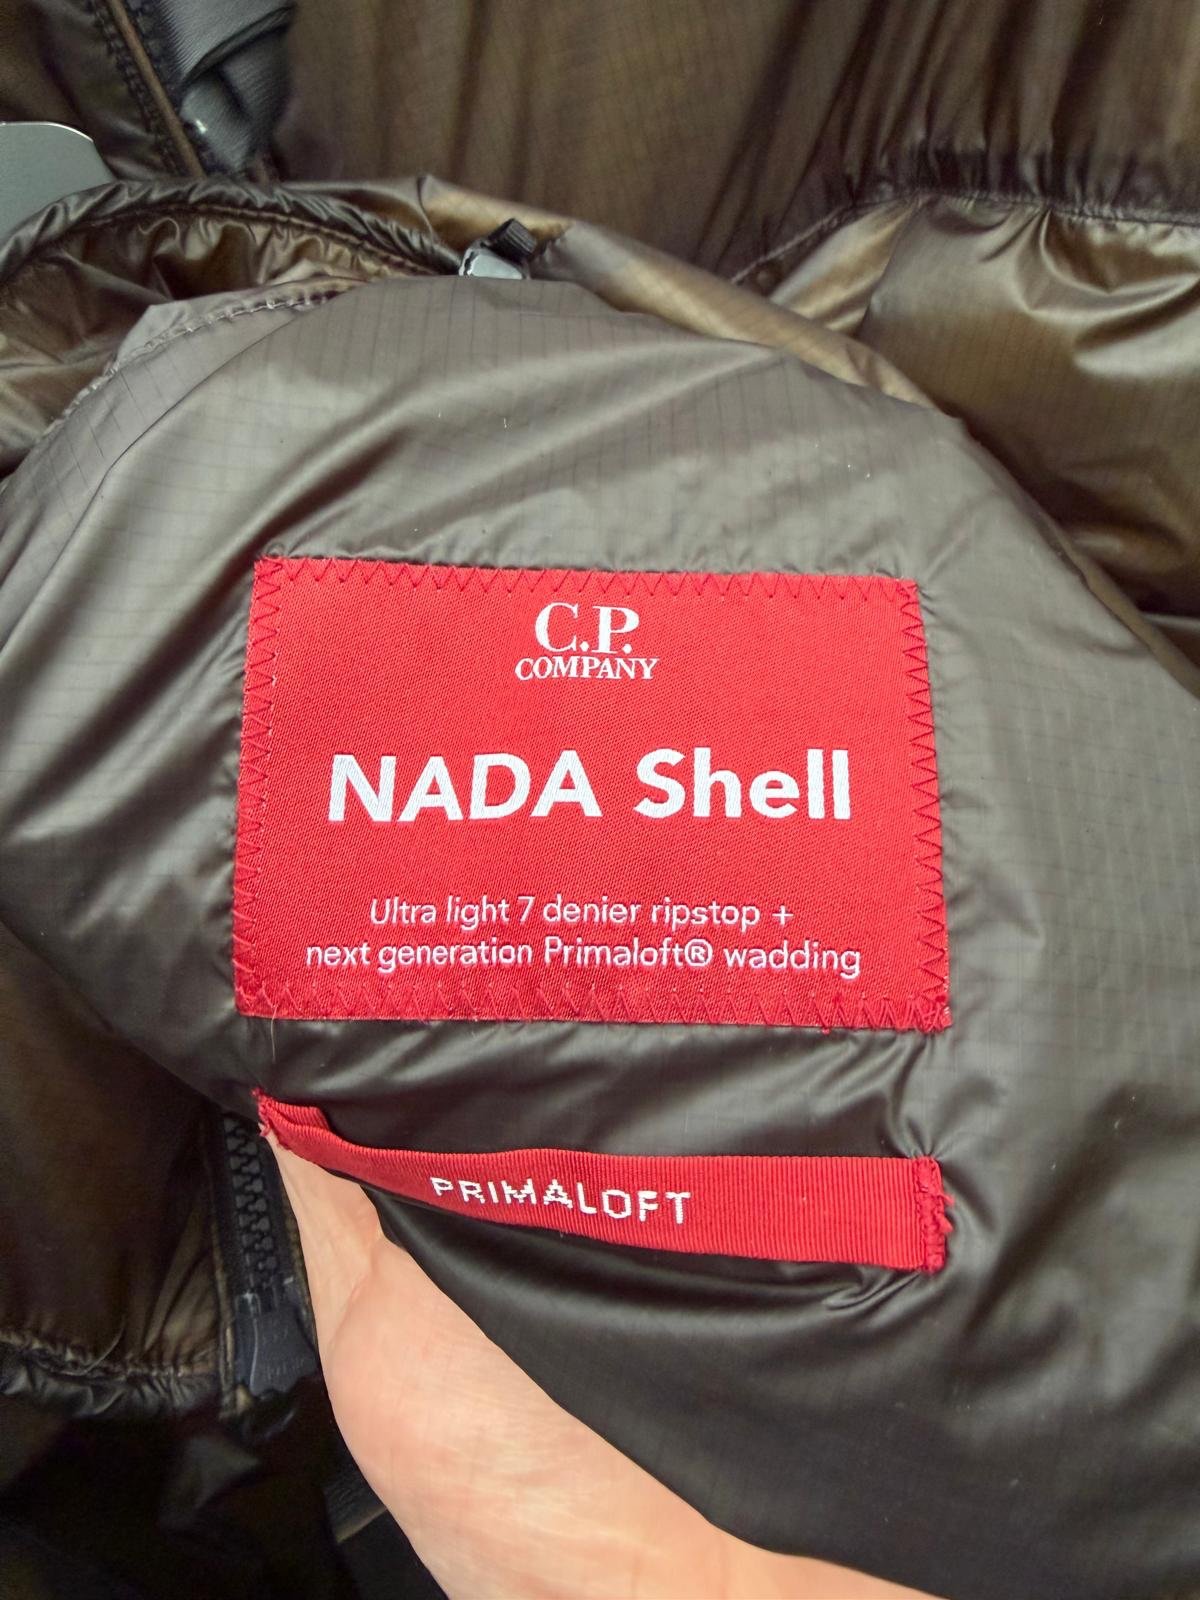 C.P.
COMPANY
NADA Shell
Ultra light 7 denier ripstop +
next generation Primaloft® wadding
PRIMALOFT